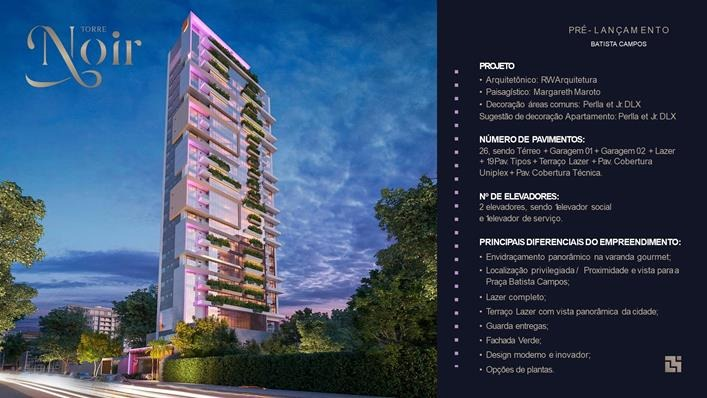 TORRE
Noir
PRÉ-LANÇAMENTO
BATISTA CAMPOS
PROJETO
• Arquitetônico: RWArquitetura
• Paisagístico: Margareth Maroto
• Decoração áreas comuns: Perlla et Jr. DLX
Sugestão de decoração Apartamento: Perlla et Jr. DLX
NÚMERO DE PAVIMENTOS:
26, sendo Térreo + Garagem 01 + Garagem 02 + Lazer
+ 19 Pav. Tipos + Terraço Lazer + Pav. Cobertura
Uniplex + Pav. Cobertura Técnica.
Nº DE ELEVADORES:
2 elevadores, sendo 1elevador social
e 1elevador de serviço.
PRINCIPAIS DIFERENCIAIS DO EMPREENDIMENTO:
• Envidraçamento panorâmico na varanda gourmet;
• Localização privilegiada / Proximidade e vista para a
Praça Batista Campos;
• Lazer completo;
• Terraço Lazer com vista panorâmica da cidade;
• Guarda entregas;
• Fachada Verde;
• Design moderno e inovador;
• Opções de plantas.